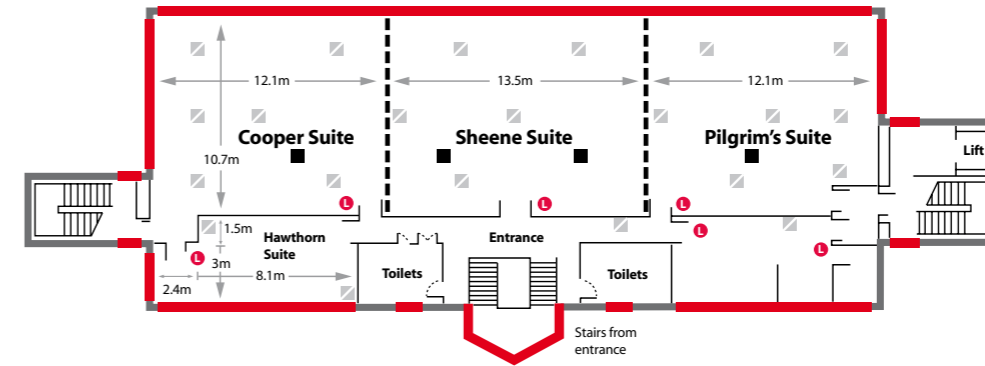 12.1m
13.5m
12.1m
Cooper Suite
Sheene Suite
Pilgrim's Suite
Lift
10.7m
L
L
L
L
L
L
1.5m
Hawthorn
Suite
Entrance
3m
8.1m
2.4m
Toilets
Toilets
Stairs from
entrance